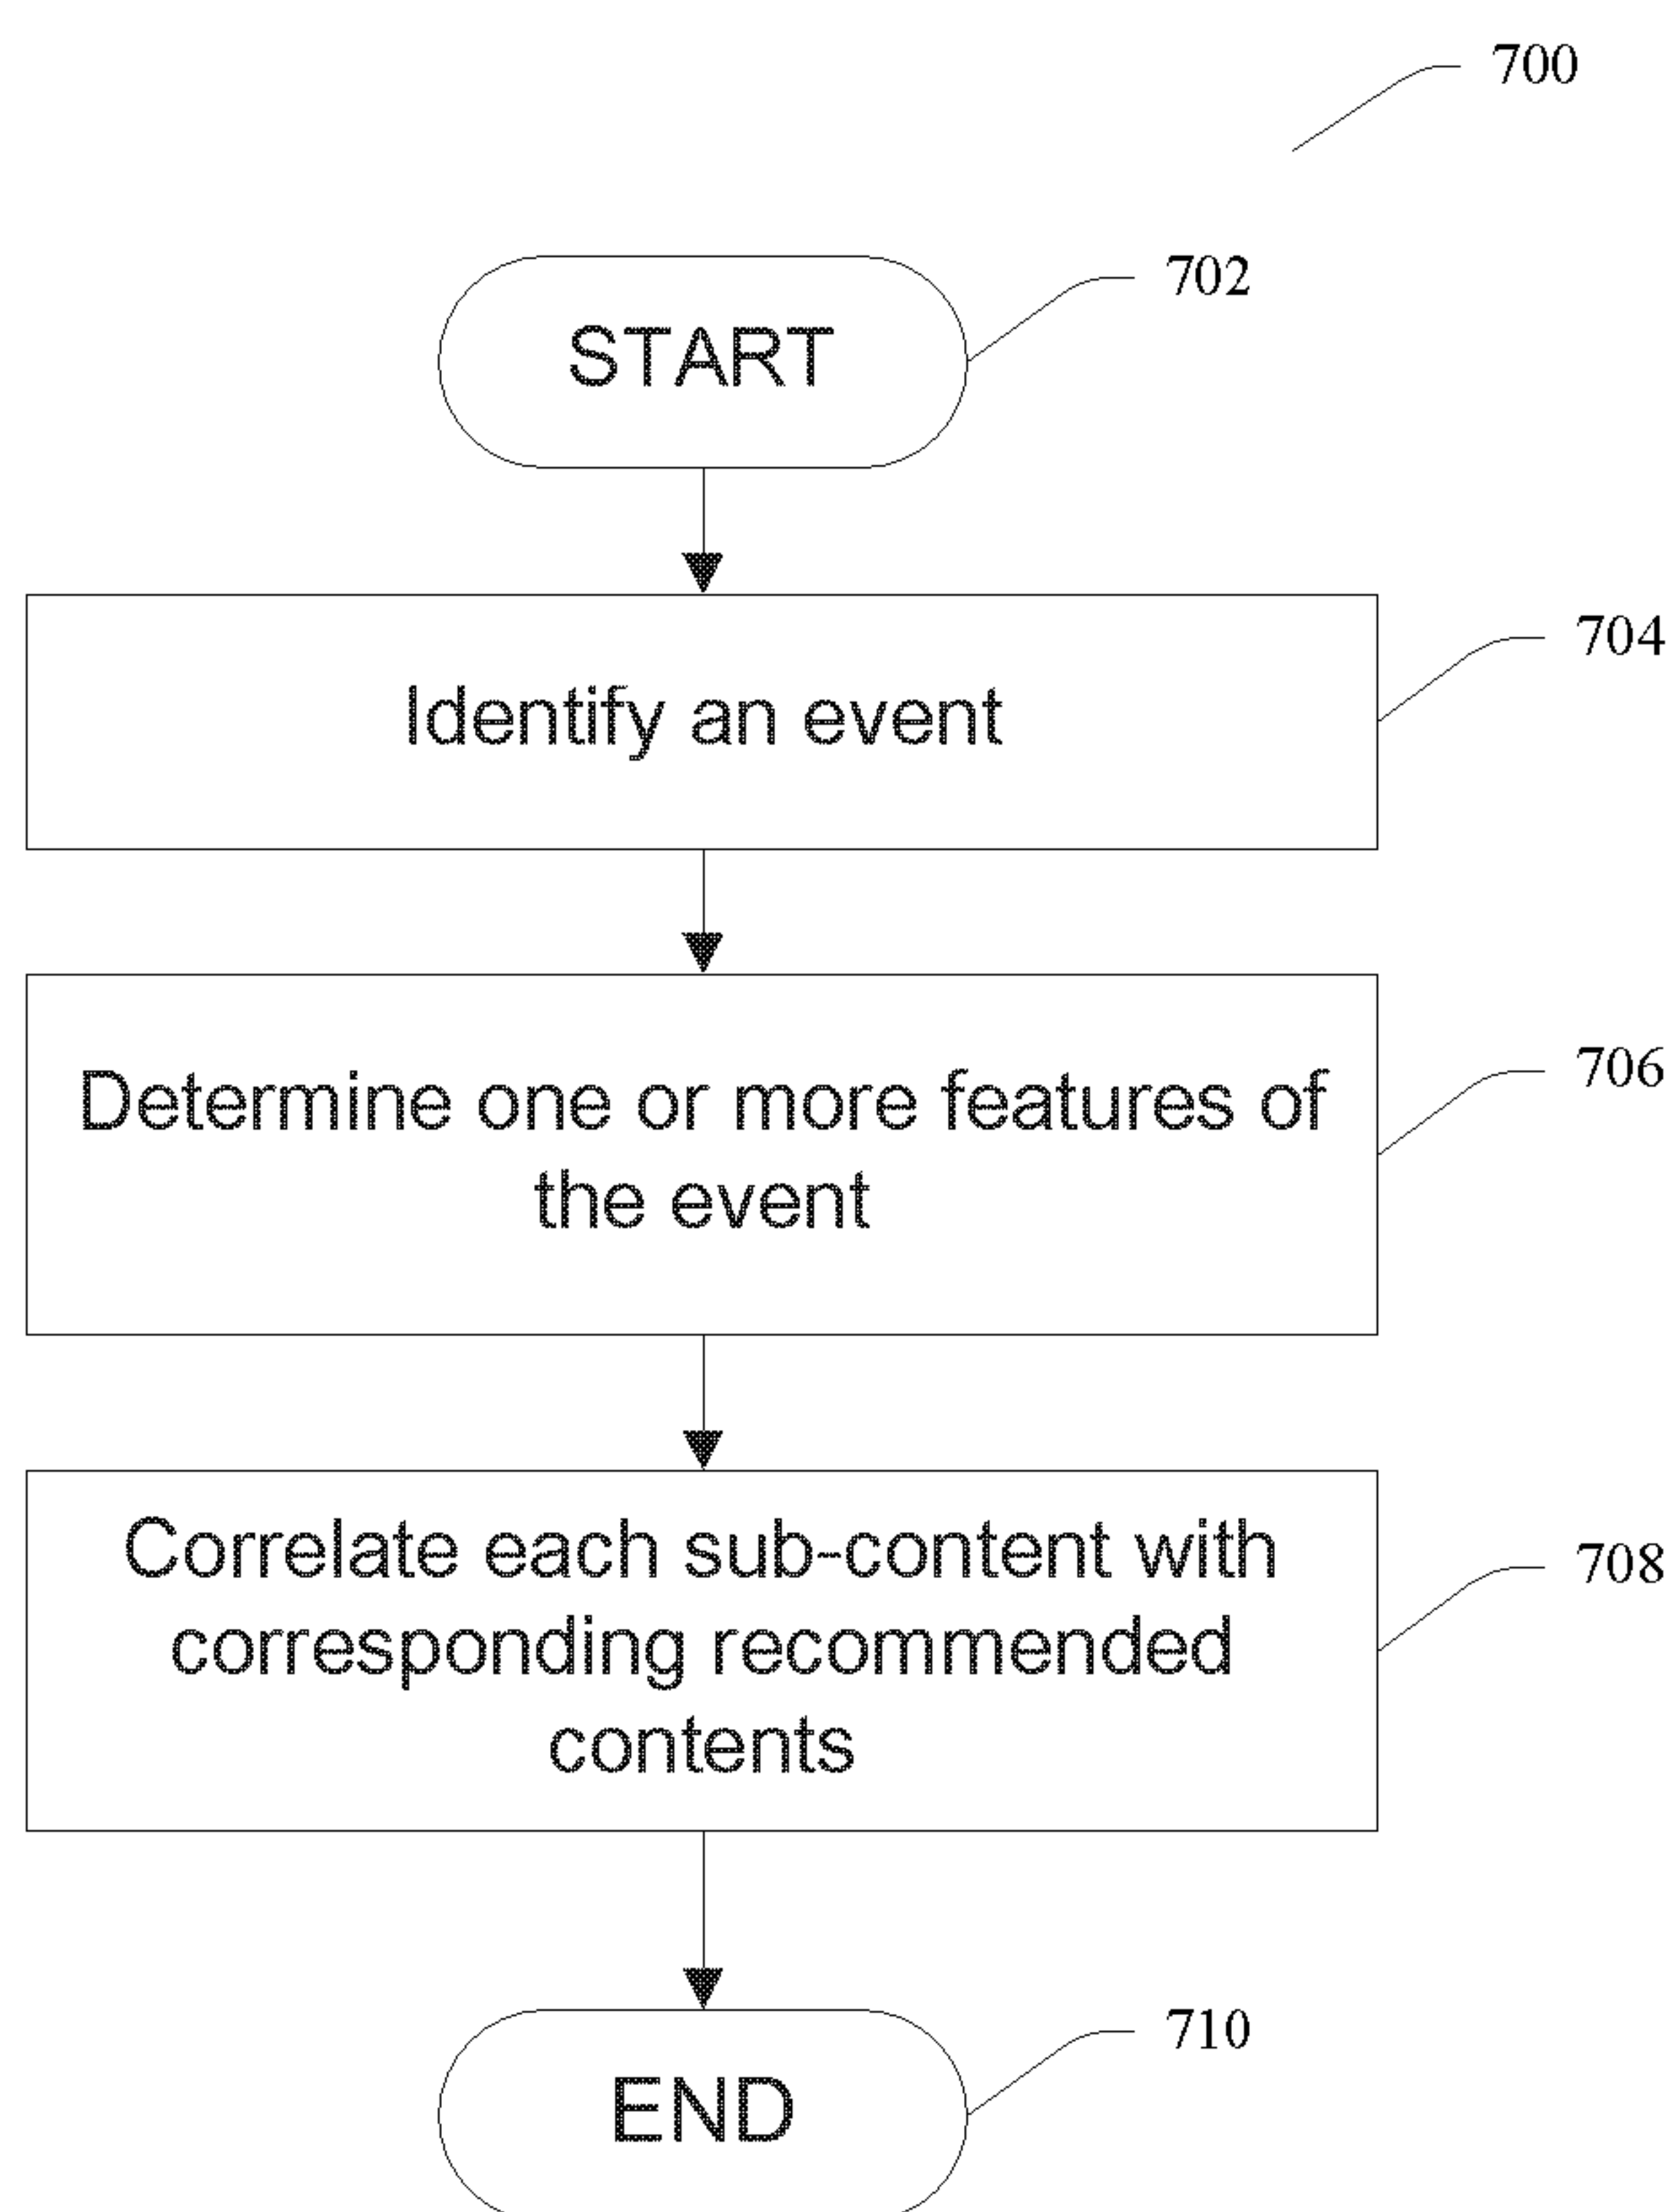 700
START
702
Identify an event
704
Determine one or more features of
the event
706
Correlate each sub-content with
corresponding recommended
contents
708
END
710